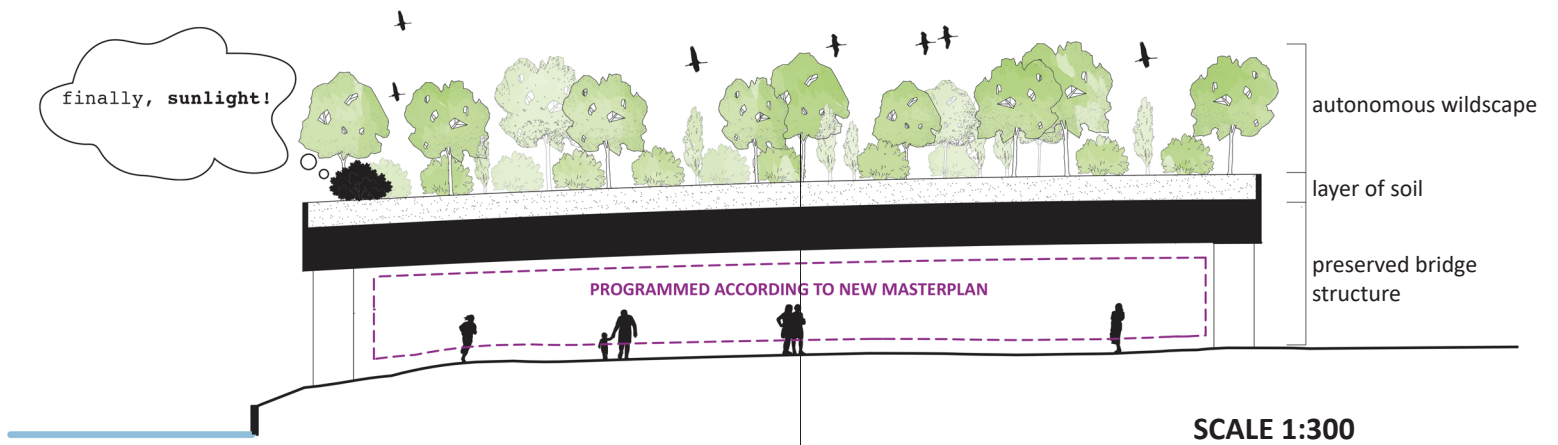 finally, sunlight!
autonomous wildscape
layer of soil
preserved bridge
structure
PROGRAMMED ACCORDING TO NEW MASTERPLAN
SCALE 1:300